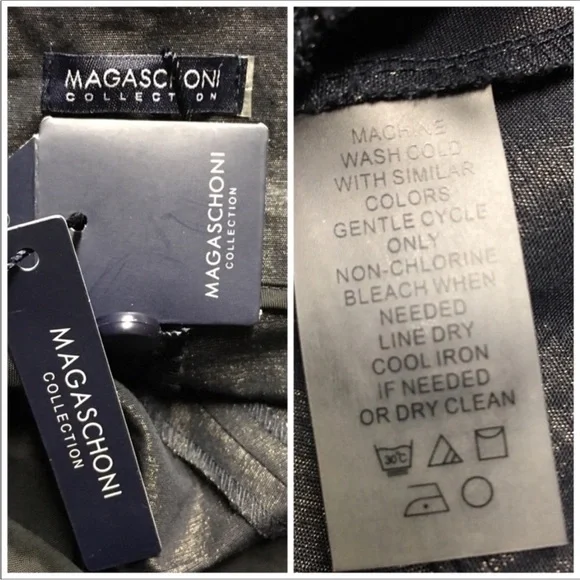 MAGASCHONI
COLLECTION
MAGASCHONI
COLLECTION
MAGASCHONI
COLLECTION
MACHINE
WASH COLD
WITH SIMILAR
COLORS
GENTLE CYCLE
ONLY
NON-CHLORINE
BLEACH WHEN
NEEDED
LINE DRY
COOL IRON
IF NEEDED
OR DRY CLEAN
30°C